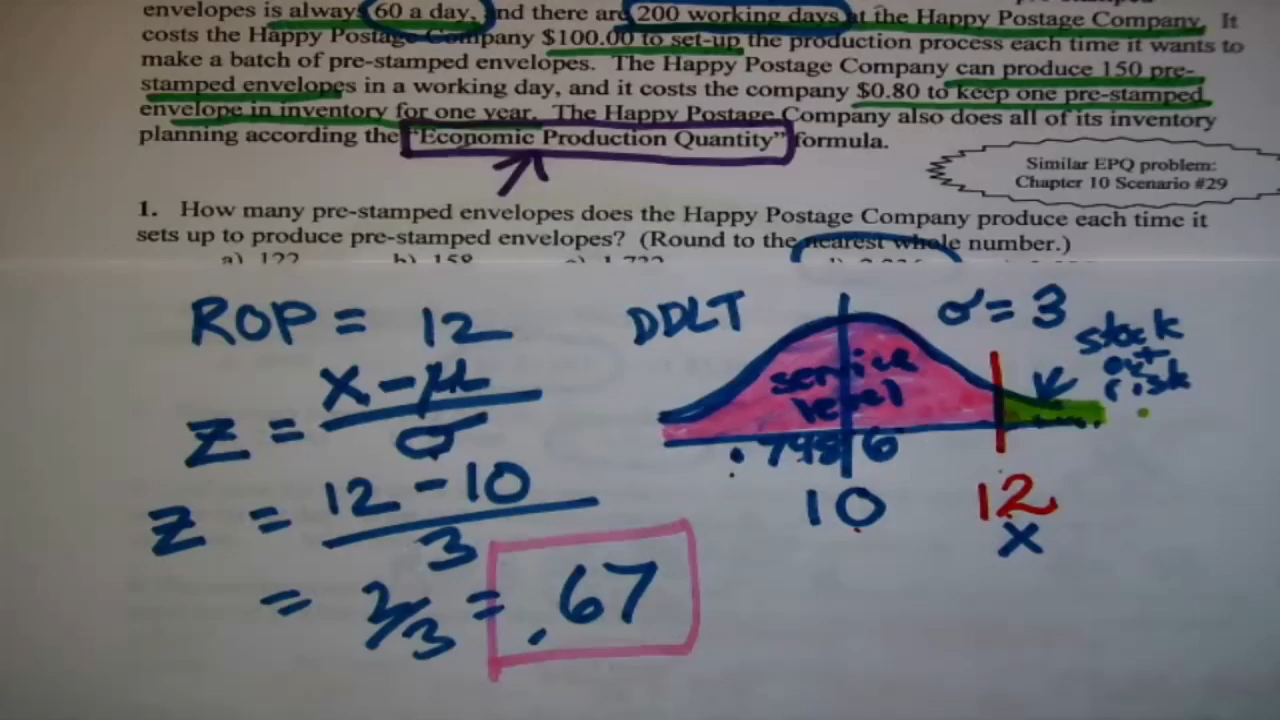 envelopes is always 60 a day, and there are 200 working days at the Happy Postage Company. It
costs the Happy Postage Company $100.00 to set-up the production process each time it wants to
make a batch of pre-stamped envelopes. The Happy Postage Company can produce 150 pre-
stamped envelopes in a working day, and it costs the company $0.80 to keep one pre-stamped
envelope in inventory for one year. The Happy Postage Company also does all of its inventory
planning according the "Economic Production Quantity" formula.
Similar EPQ problem:
Chapter 10 Scenario #29
1. How many pre-stamped envelopes does the Happy Postage Company produce each time it
sets up to produce pre-stamped envelopes? (Round to the nearest whole number.)
a) 122 b) 158
ROP = 12
Z = x - μ
σ
Z = 12 - 10
3
= 2/3 = .67
DDLT
σ = 3
stock
out
risk
service
level
.7486
10 12
x